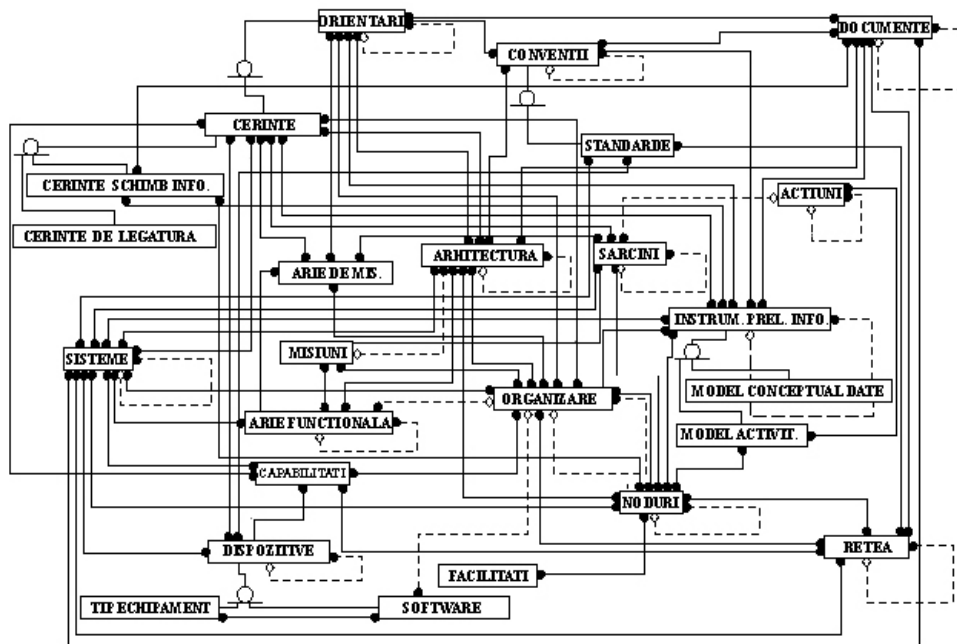 ORIENTARI
DOCUMENTE
CONVENTII
CERINTE
STANDARDE
CERINTE SCHIMB INFO.
ACTIUNI
CERINTE DE LEGATURA
ARHITECTURA
SARCINI
ARIE DE MIS.
INSTRUM. PREL. INFO.
MISIUNI
SISTEME
MODEL CONCEPTUAL DATE
ORGANIZARE
ARIE FUNCTIONALA
MODEL ACTIVIT.
CAPABILITATI
NODURI
DISPOZITIVE
RETEA
FACILITATI
TIP ECHIPAMENT
SOFTWARE